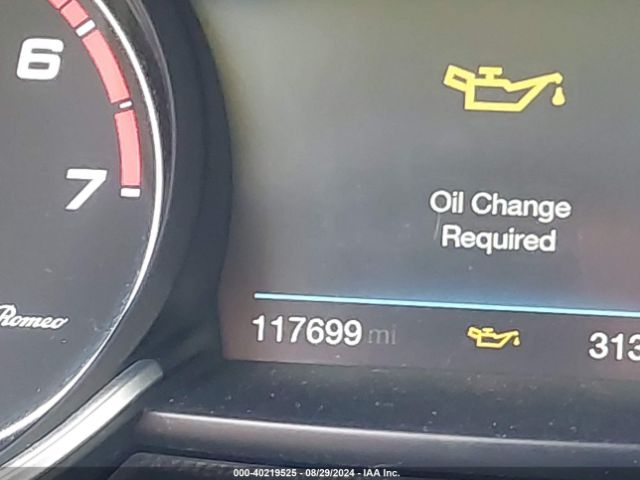 6
7
Romeo
Oil Change
Required
117699 mi
313
000-40219525 - 08/29/2024 - IAA Inc.